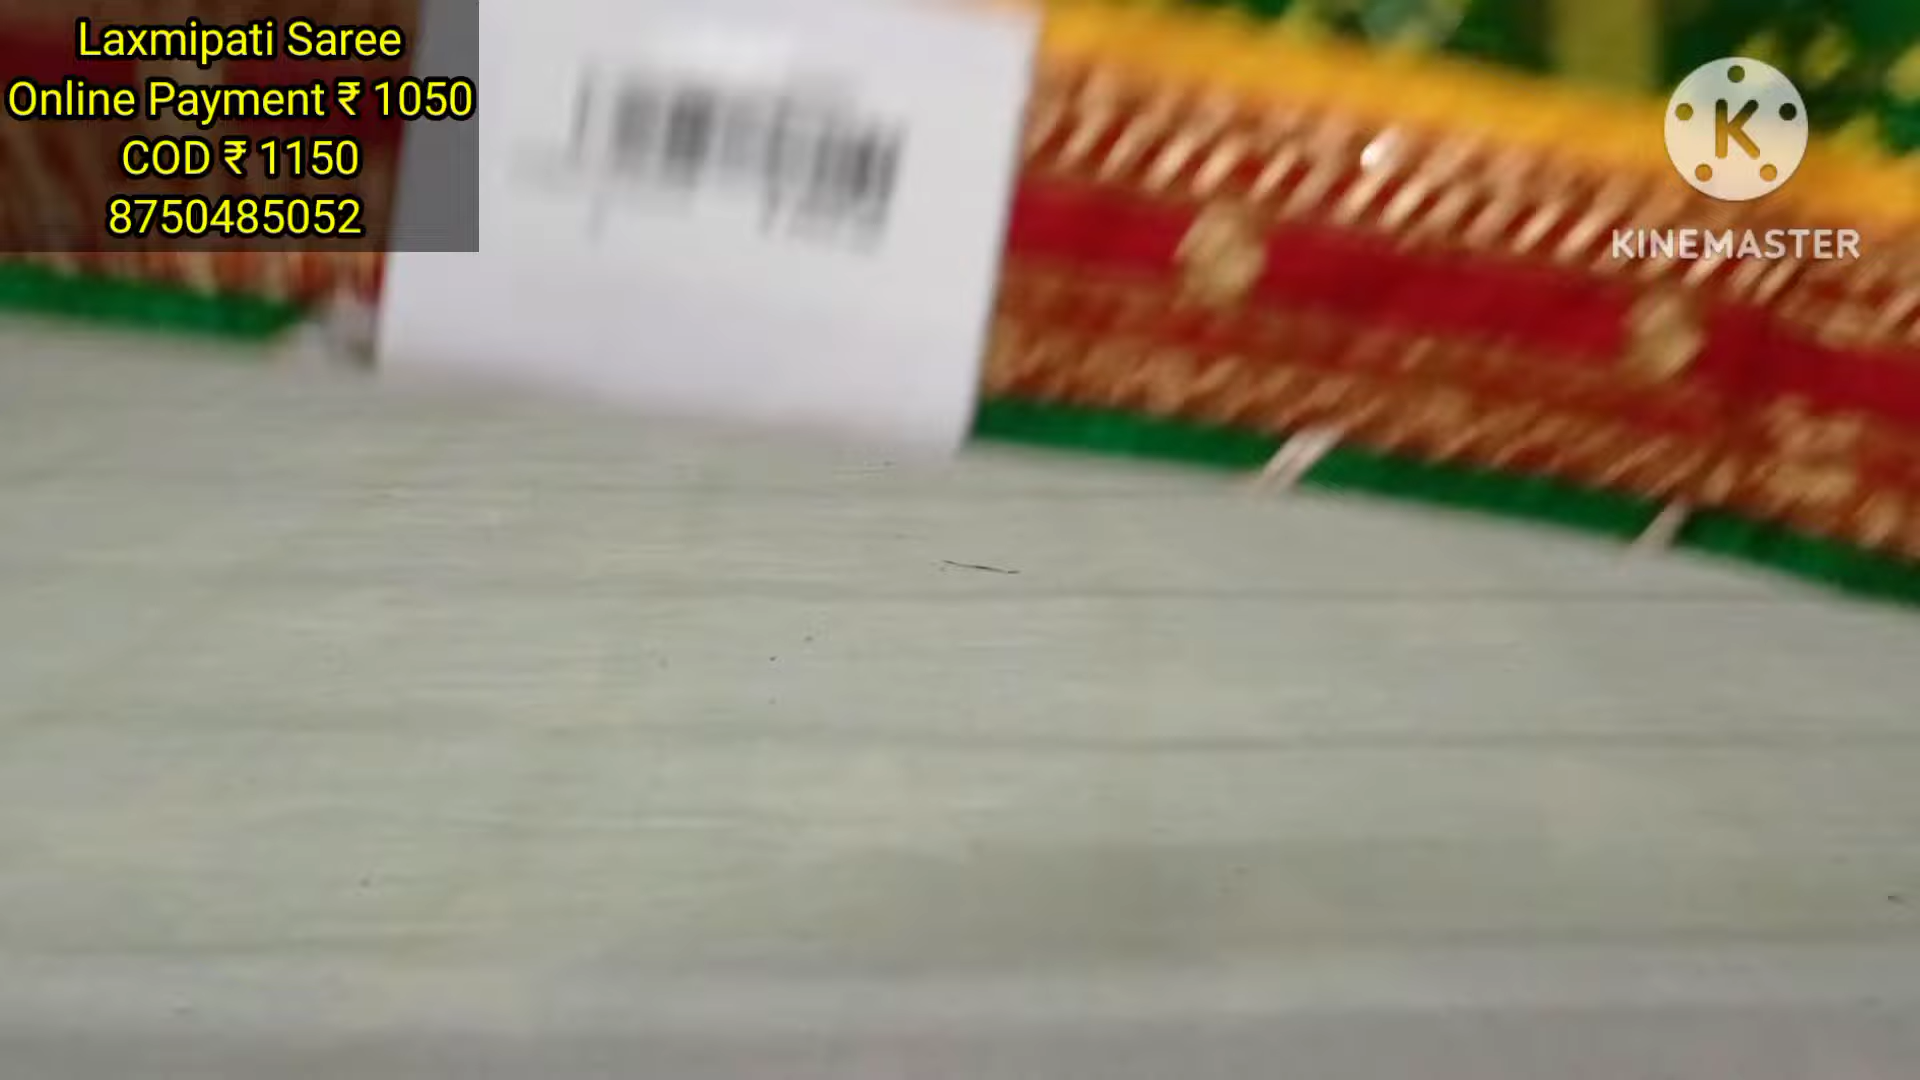 Laxmipati Saree
Online Payment ₹ 1050
COD ₹ 1150
8750485052
K
KINEMASTER